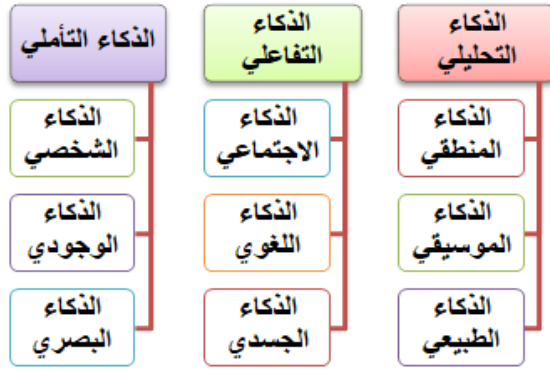 الذكاء
التحليلي
الذكاء
المنطقي
الذكاء
الموسيقي
الذكاء
الطبيعي
الذكاء
التفاعلي
الذكاء
الاجتماعي
الذكاء
اللغوي
الذكاء
الجسدي
الذكاء التأملي
الذكاء
الشخصي
الذكاء
الوجودي
الذكاء
البصري